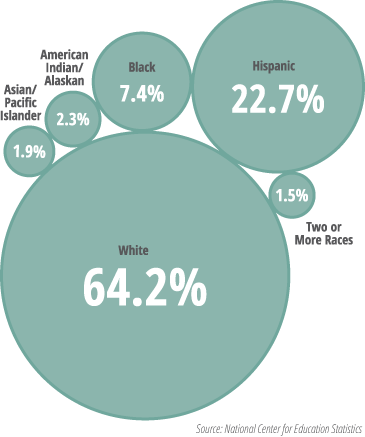 American
Indian/
Alaskan
2.3%
Asian/
Pacific
Islander
1.9%
Black
7.4%
Hispanic
22.7%
1.5%
Two or
More Races
White
64.2%
Source: National Center for Education Statistics